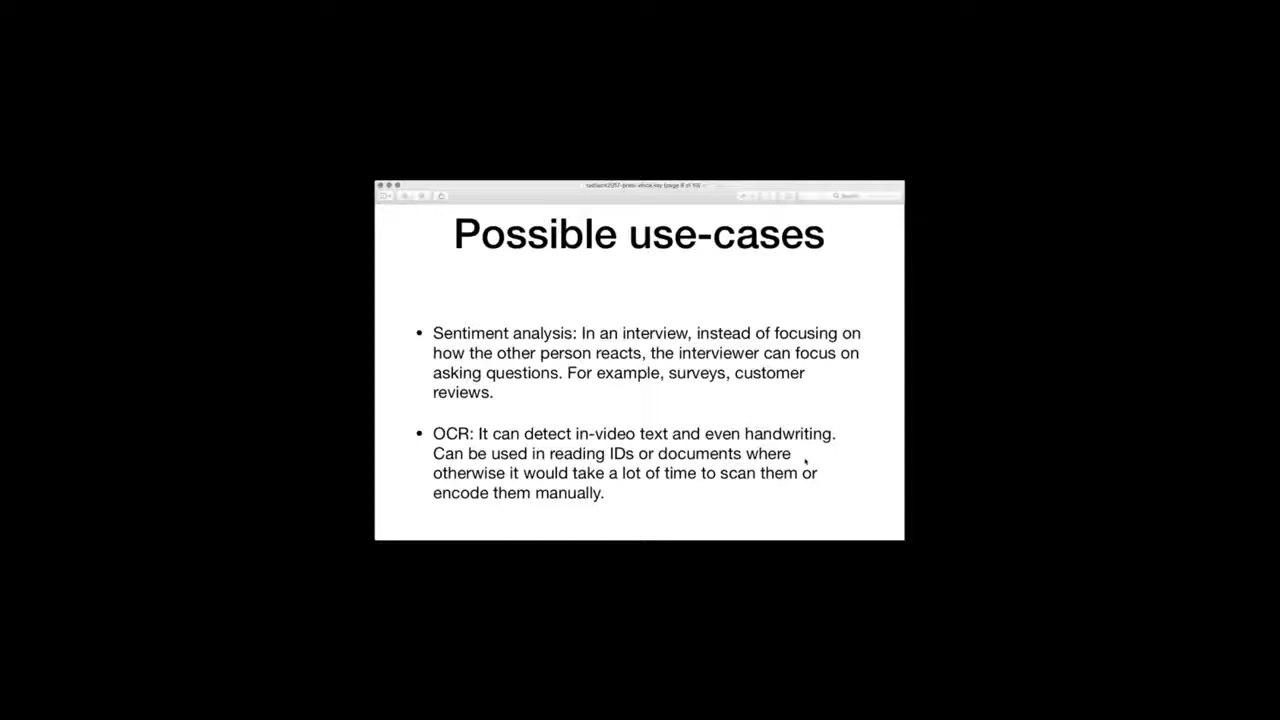 Possible use-cases
• Sentiment analysis: In an interview, instead of focusing on
how the other person reacts, the interviewer can focus on
asking questions. For example, surveys, customer
reviews.
• OCR: It can detect in-video text and even handwriting.
Can be used in reading IDs or documents where
otherwise it would take a lot of time to scan them or
encode them manually.